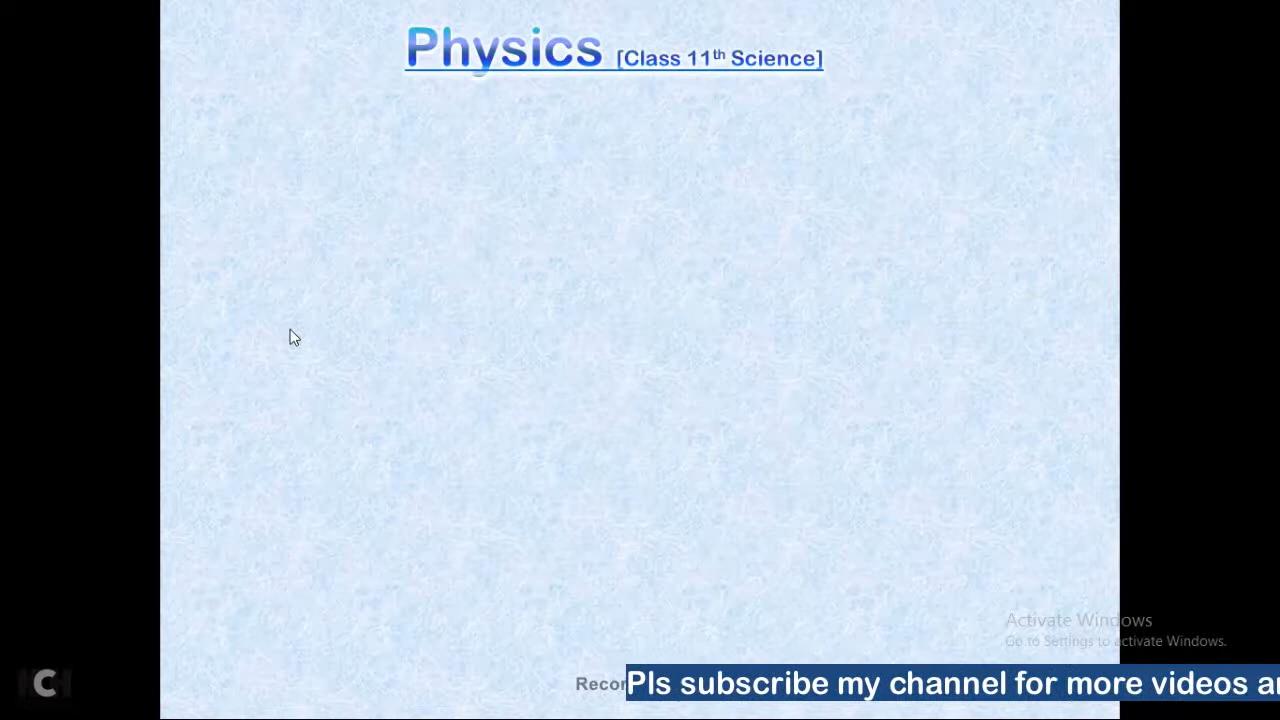 Physics [Class 11th Science]
Activate Windows
Go to Settings to activate Windows.
Pls subscribe my channel for more videos
C